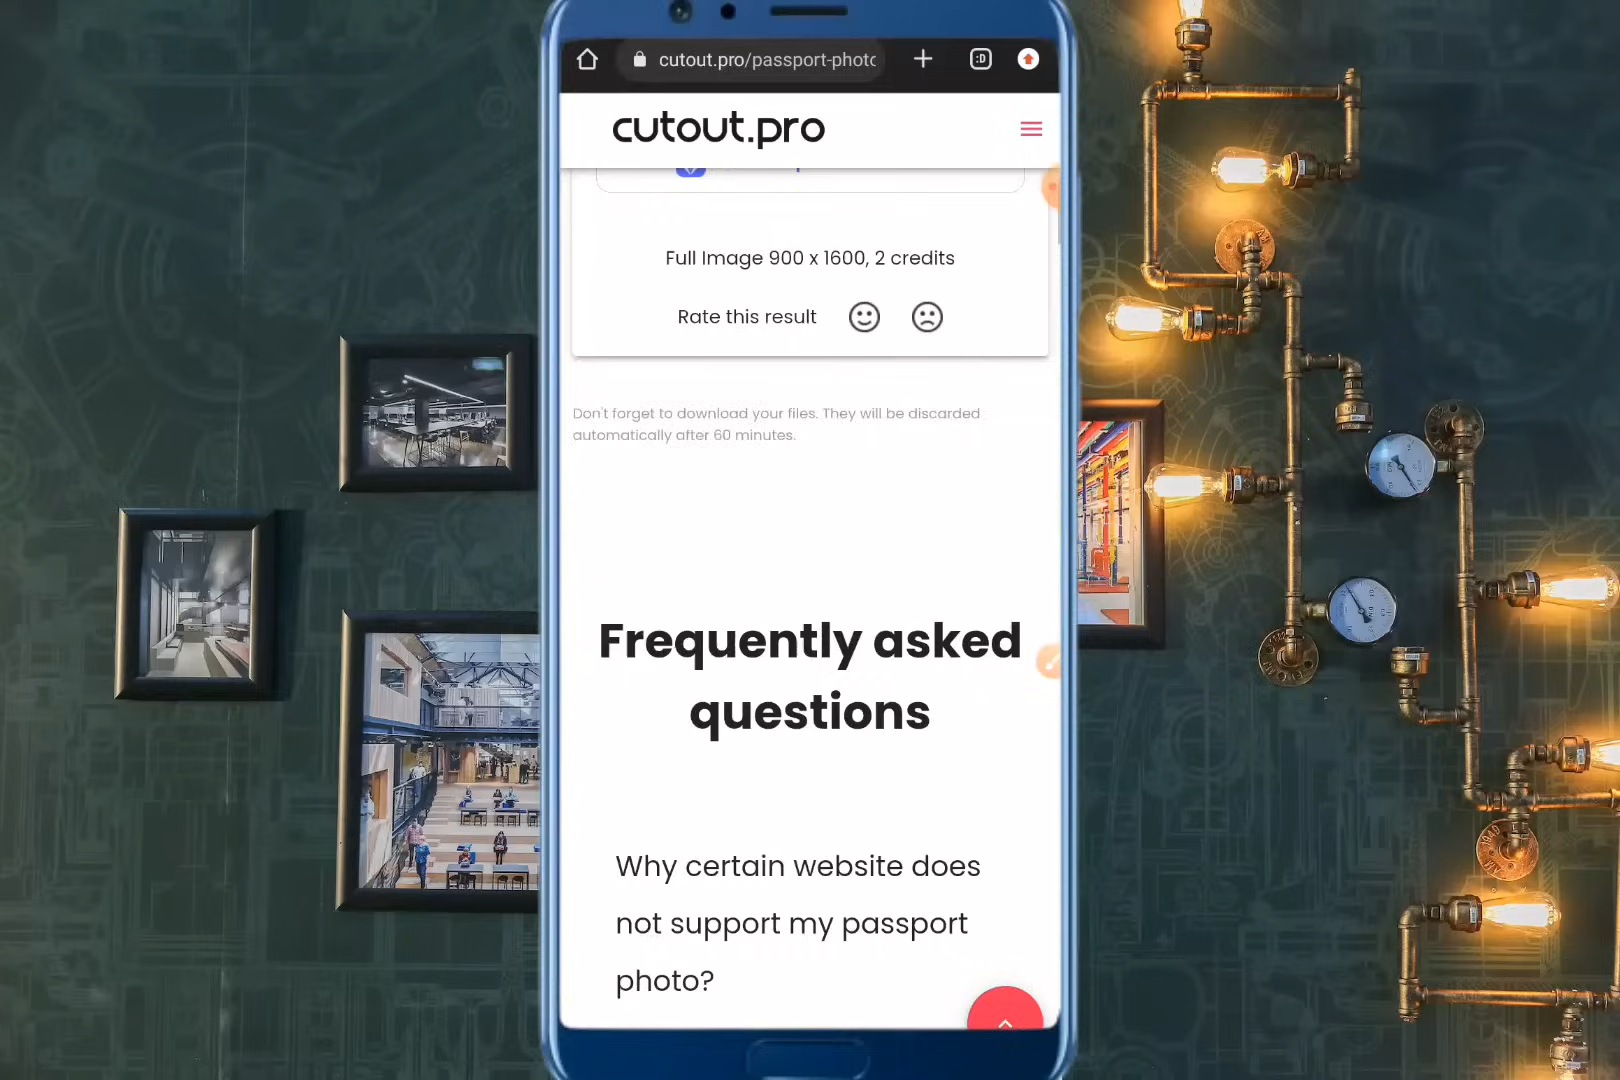 cutout.pro/passport-photo
:D
cutout.pro
Full Image 900 x 1600, 2 credits
Rate this result
Don't forget to download your files. They will be discarded
automatically after 60 minutes.
Frequently asked
questions
Why certain website does
not support my passport
photo?